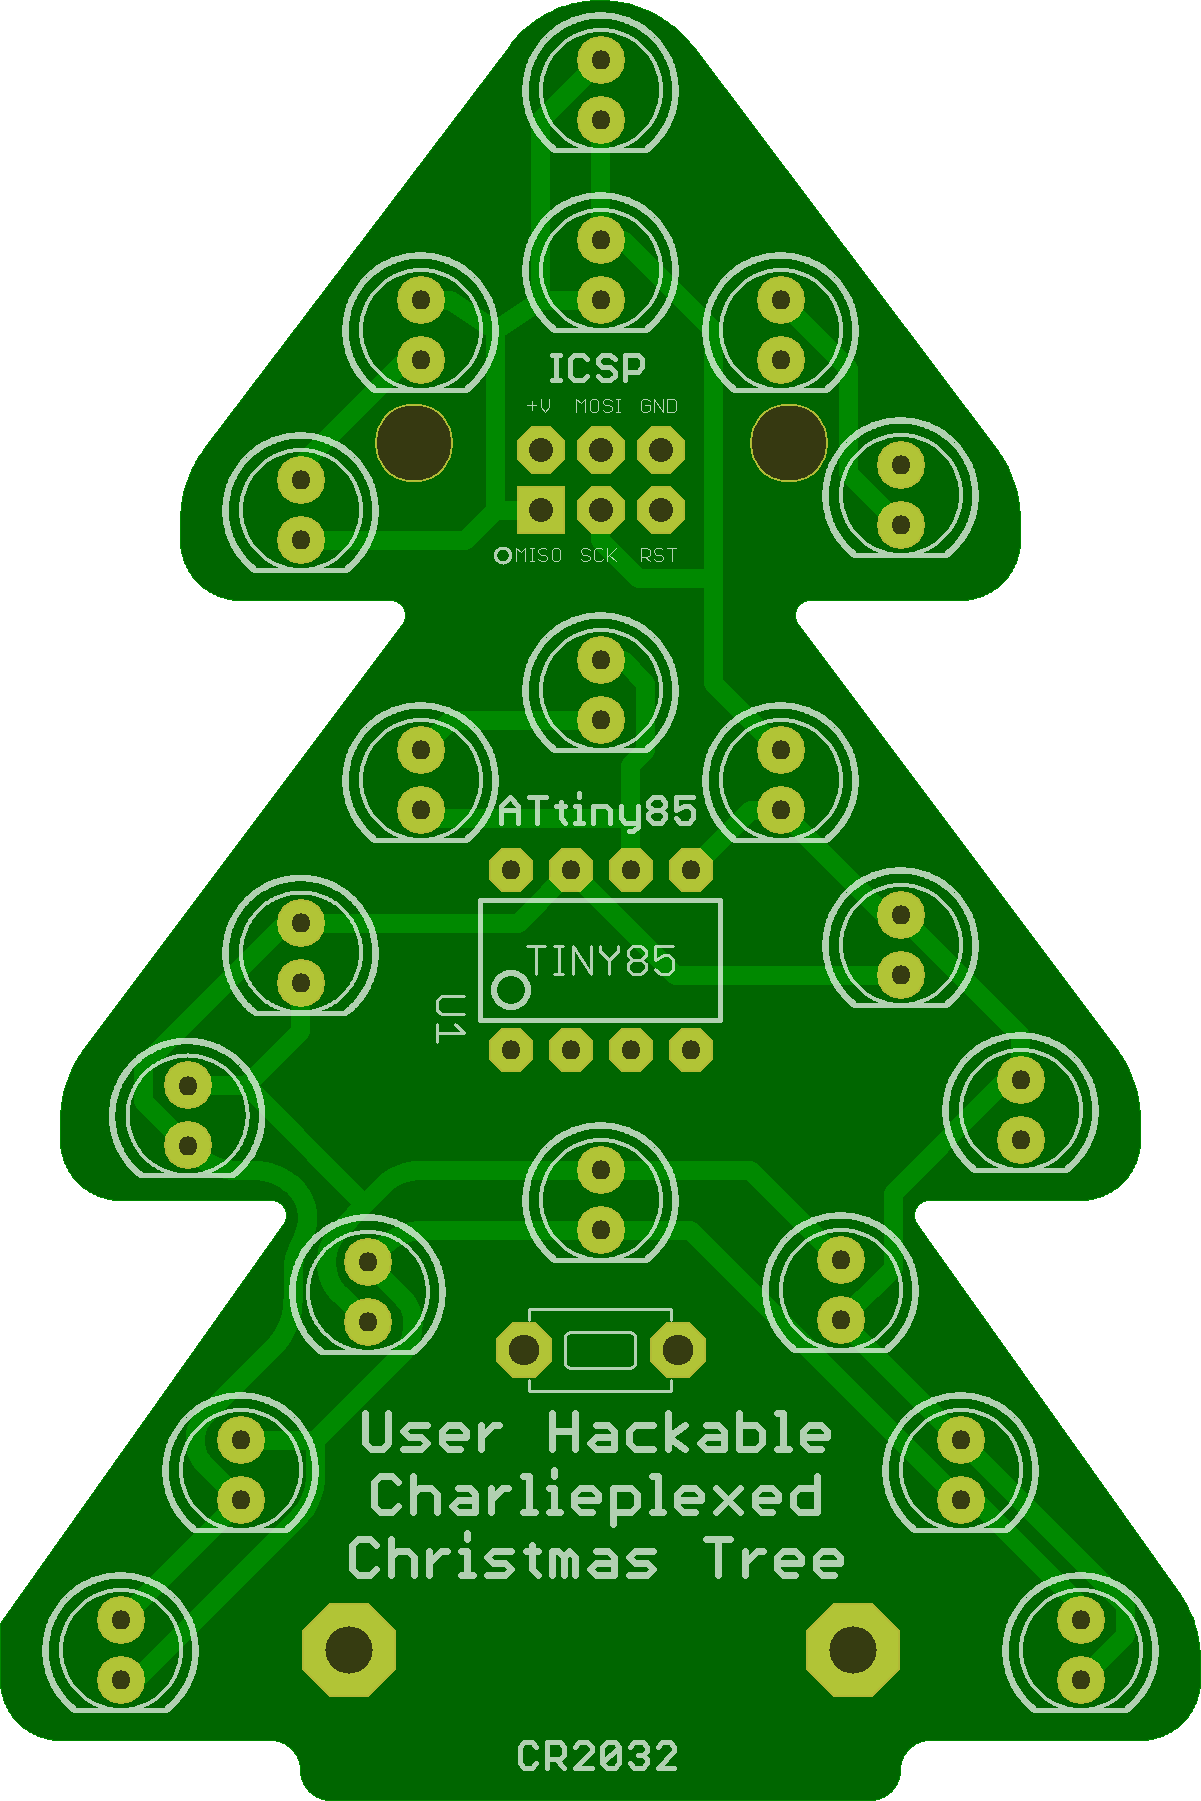 ICSP
+V MOSI GND
MISO SCK RST
ATtiny85
TINY85
U1
User Hackable
Charlieplexed
Christmas Tree
CR2032